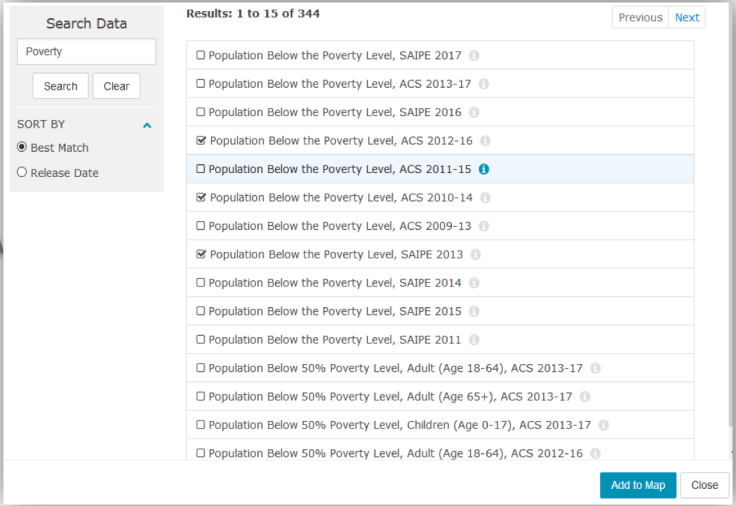 Search Data
Poverty
Search Clear
SORT BY
Best Match
Release Date
Results: 1 to 15 of 344
Previous Next
Population Below the Poverty Level, SAIPE 2017
Population Below the Poverty Level, ACS 2013-17
Population Below the Poverty Level, SAIPE 2016
Population Below the Poverty Level, ACS 2012-16
Population Below the Poverty Level, ACS 2011-15
Population Below the Poverty Level, ACS 2010-14
Population Below the Poverty Level, ACS 2009-13
Population Below the Poverty Level, SAIPE 2013
Population Below the Poverty Level, SAIPE 2014
Population Below the Poverty Level, SAIPE 2015
Population Below the Poverty Level, SAIPE 2011
Population Below 50% Poverty Level, Adult (Age 18-64), ACS 2013-17
Population Below 50% Poverty Level, Adult (Age 65+), ACS 2013-17
Population Below 50% Poverty Level, Children (Age 0-17), ACS 2013-17
Population Below 50% Poverty Level, Adult (Age 18-64), ACS 2012-16
Add to Map Close